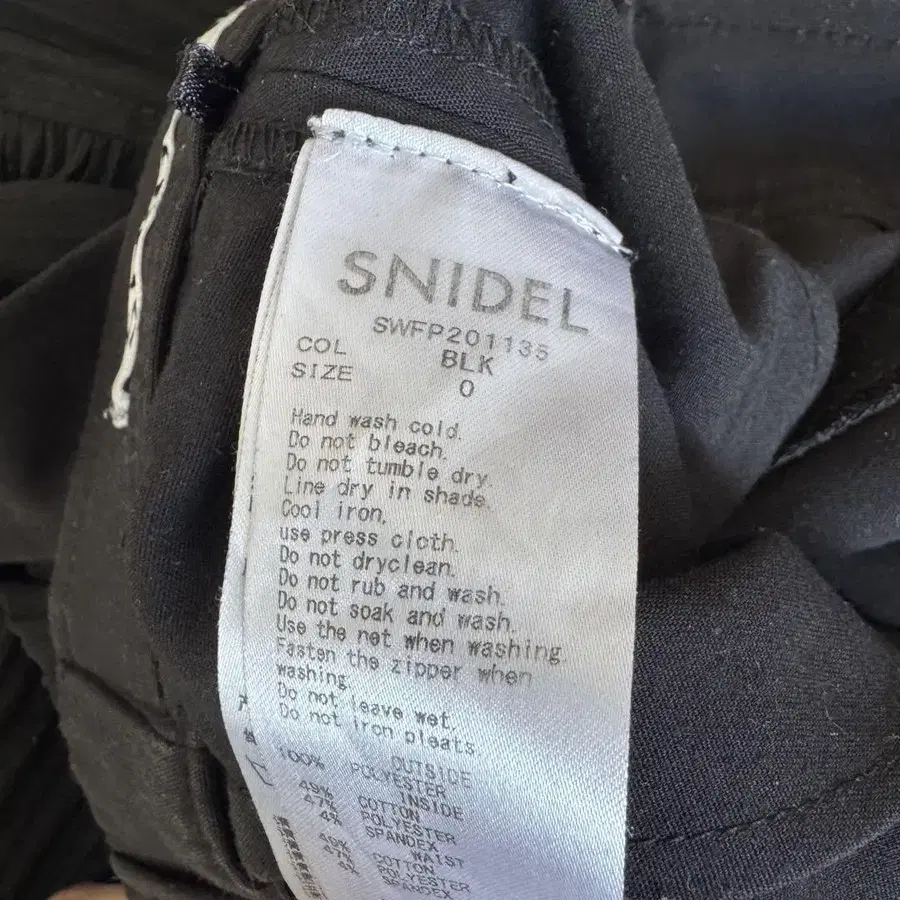 SNIDEL
SWFP201135
COL BLK
SIZE 0
Hand wash cold.
Do not bleach.
Do not tumble dry.
Line dry in shade.
Cool iron,
use press cloth.
Do not dryclean.
Do not rub and wash.
Do not soak and wash.
Use the net when washing.
Fasten the zipper when
washing.
Do not leave wet.
Do not iron pleats.
OUTSIDE
100% POLYESTER
INSIDE
49% COTTON
47% POLYESTER
4% SPANDEX
WAIST
COTTON
POLYESTER
SPANDEX